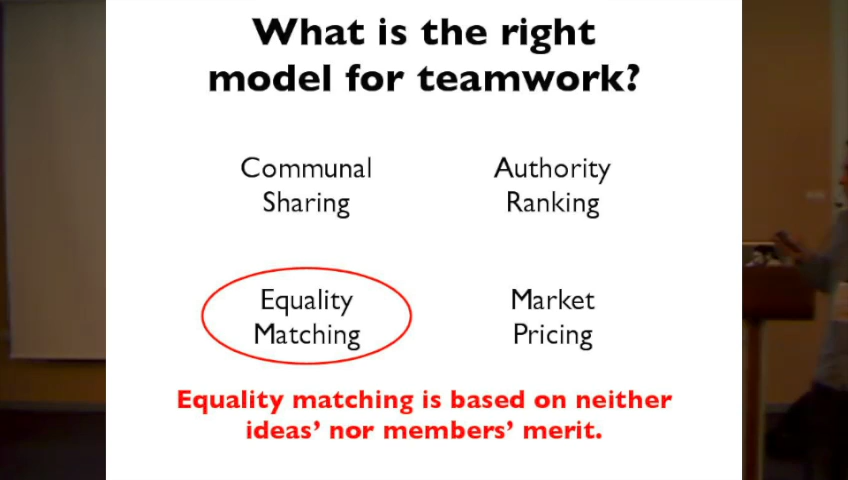 What is the right
model for teamwork?
Communal
Sharing
Authority
Ranking
Equality
Matching
Market
Pricing
Equality matching is based on neither
ideas' nor members' merit.